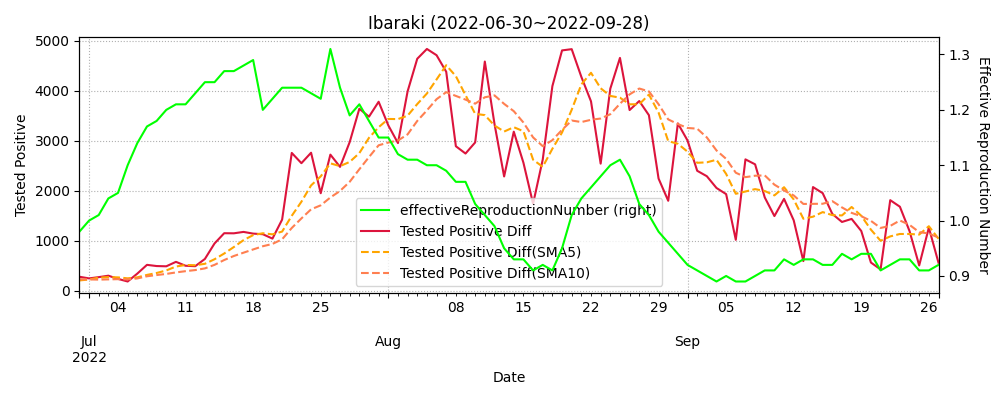 Ibaraki (2022-06-30~2022-09-28)
Tested Positive
5000
4000
3000
2000
1000
0
1.3
1.2
1.1
1.0
0.9
Effective Reproduction Number
effectiveReproductionNumber (right)
Tested Positive Diff
Tested Positive Diff(SMA5)
Tested Positive Diff(SMA10)
04 11 18 25 08 15 22 29 05 12 19 26
Jul Aug Sep
2022
Date